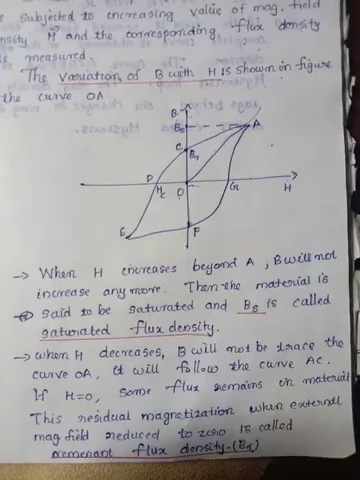 subjected to increasing value of mag. field
H and the corresponding flux density
is measured
The variation of B with H is shown in figure
the curve OA
B
Bs A
C
Br
D Hc O G H
E F
→ When H increases beyond A, B will not
increase any more. Then the material is
said to be saturated and Bs is called
saturated flux density.
→ when H decreases, B will not be trace the
curve OA, it will follow the curve AC.
If H=0, some flux remains in material
This residual magnetization when external
mag field reduced to zero is called
remenant flux density. (Br)